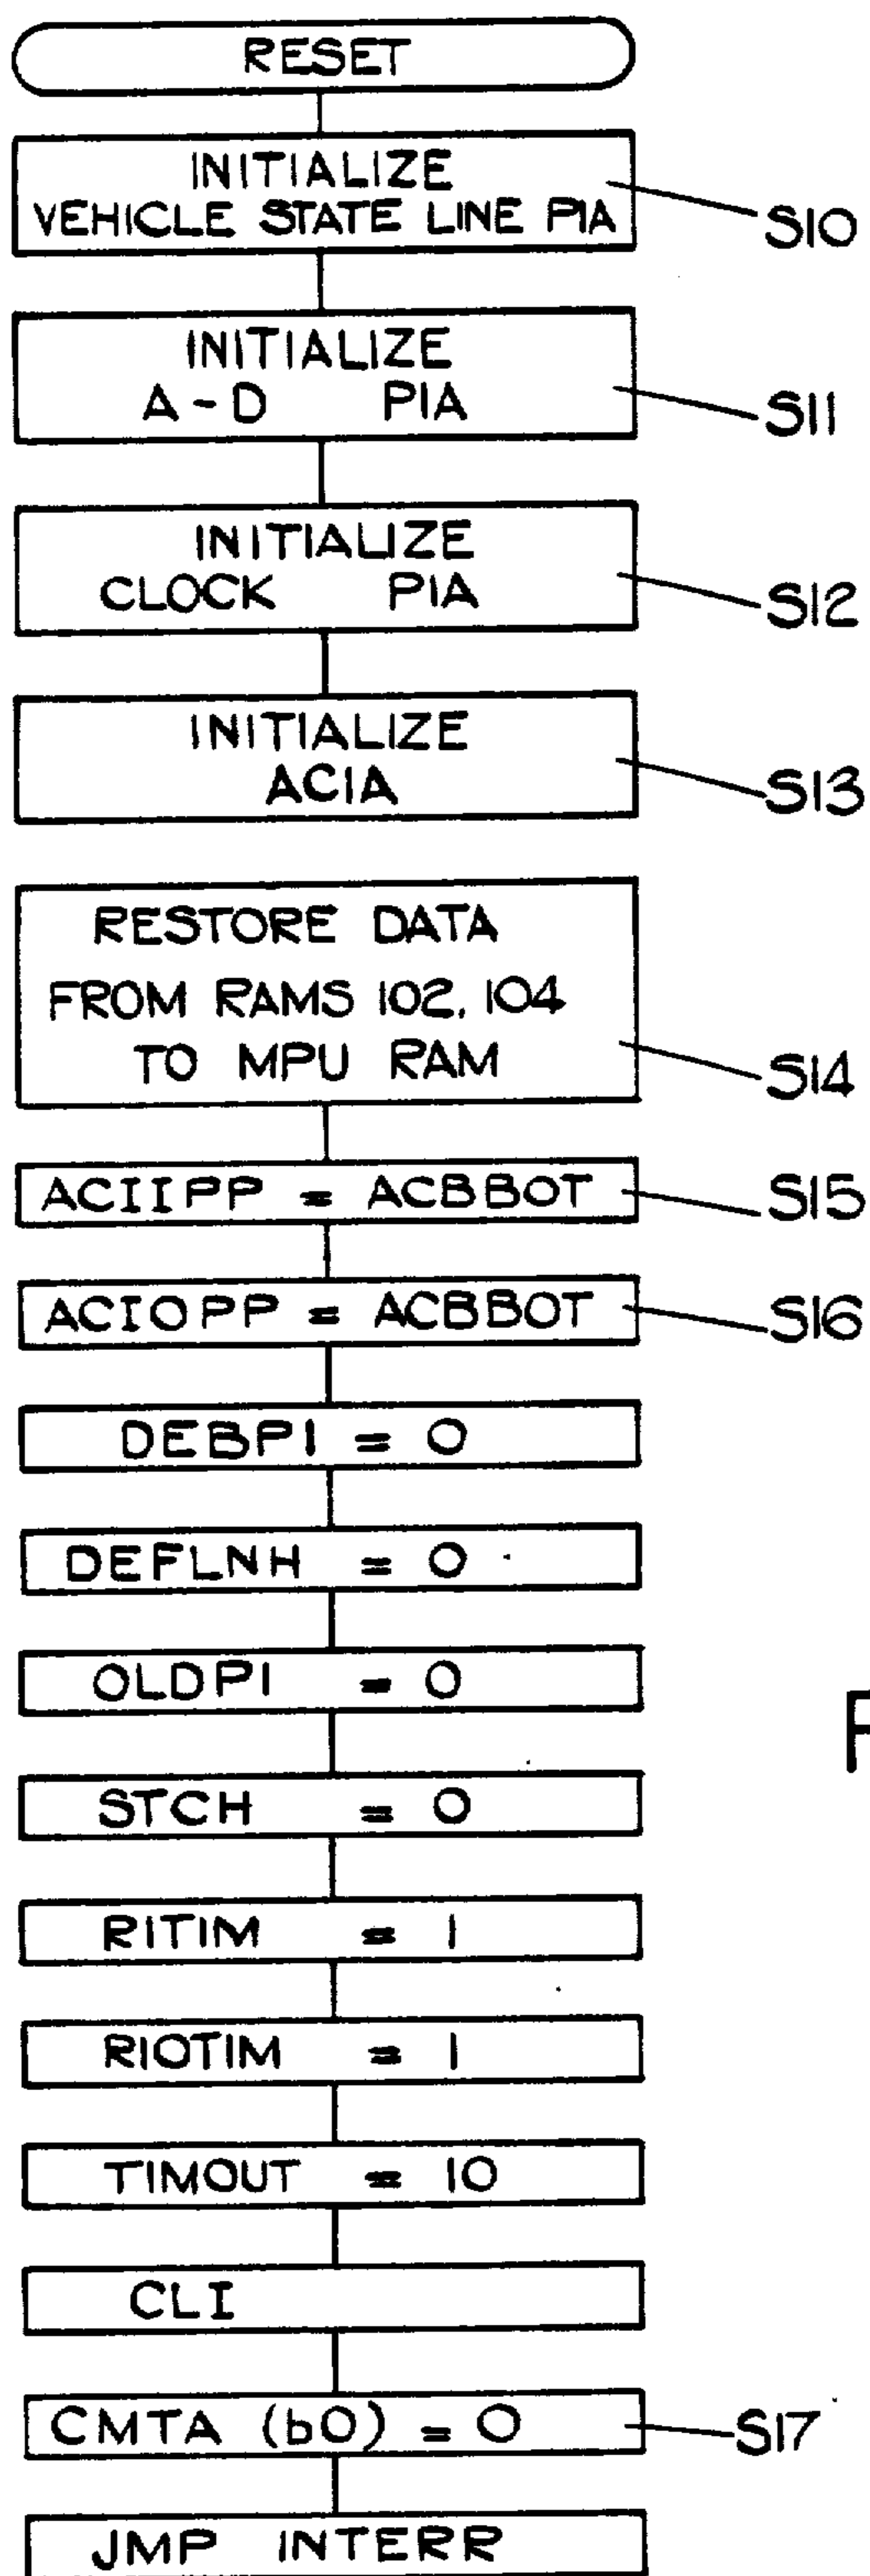 RESET
INITIALIZE
VEHICLE STATE LINE PIA
S10
INITIALIZE
A-D PIA
S11
INITIALIZE
CLOCK PIA
S12
INITIALIZE
ACIA
S13
RESTORE DATA
FROM RAMS 102, 104
TO MPU RAM
S14
ACIIPP = ACBBOT
S15
ACIOPP = ACBBOT
S16
DEBPI = 0
DEFLNH = 0
OLDPI = 0
STCH = 0
RITIM = 1
RIOTIM = 1
TIMOUT = 10
CLI
CMTA (b0) = 0
S17
JMP INTERR